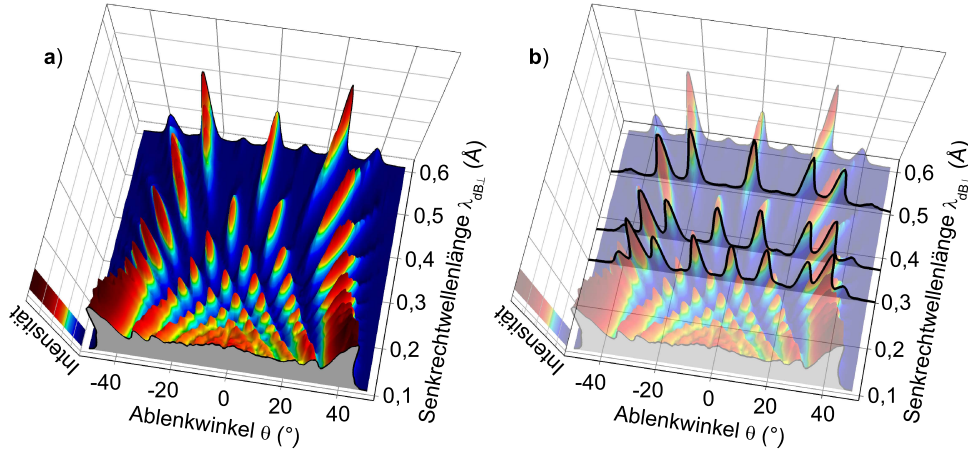 a)
0,6
0,5
0,4
0,3
0,2
0,1
Senkrechtwellenlänge λdB⊥ (Å)
Intensität
-40
-20
0
20
40
Ablenkwinkel θ (°)
b)
0,6
0,5
0,4
0,3
0,2
0,1
Senkrechtwellenlänge λdB⊥ (Å)
Intensität
-40
-20
0
20
40
Ablenkwinkel θ (°)